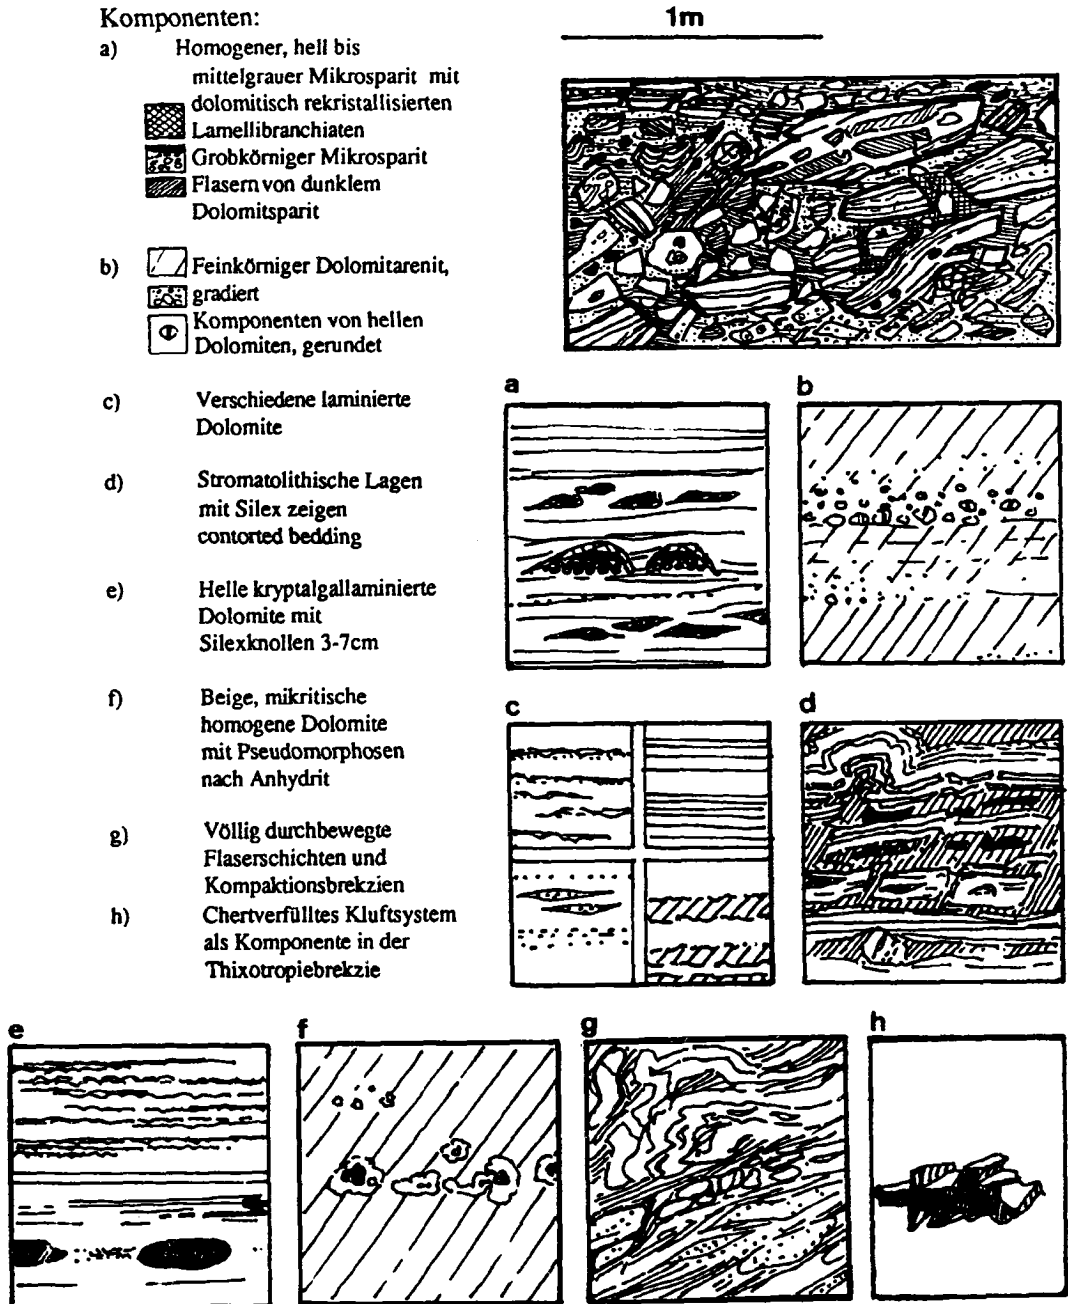 Komponenten:
a) Homogener, hell bis
mittelgrauer Mikrosparit mit
dolomitisch rekristallisierten
Lamellibranchiaten
Grobkörniger Mikrosparit
Flasern von dunklem
Dolomitsparit
b) Feinkörniger Dolomitarenit,
gradiert
Komponenten von hellen
Dolomiten, gerundet
c) Verschiedene laminierte
Dolomite
d) Stromatolithische Lagen
mit Silex zeigen
contorted bedding
e) Helle kryptalgallaminierte
Dolomite mit
Silexknollen 3-7cm
f) Beige, mikritische
homogene Dolomite
mit Pseudomorphosen
nach Anhydrit
g) Völlig durchbewegte
Flaserschichten und
Kompaktionsbrekzien
h) Chertverfülltes Kluftsystem
als Komponente in der
Thixotropiebrekzie
1m
a
b
c
d
e
f
g
h